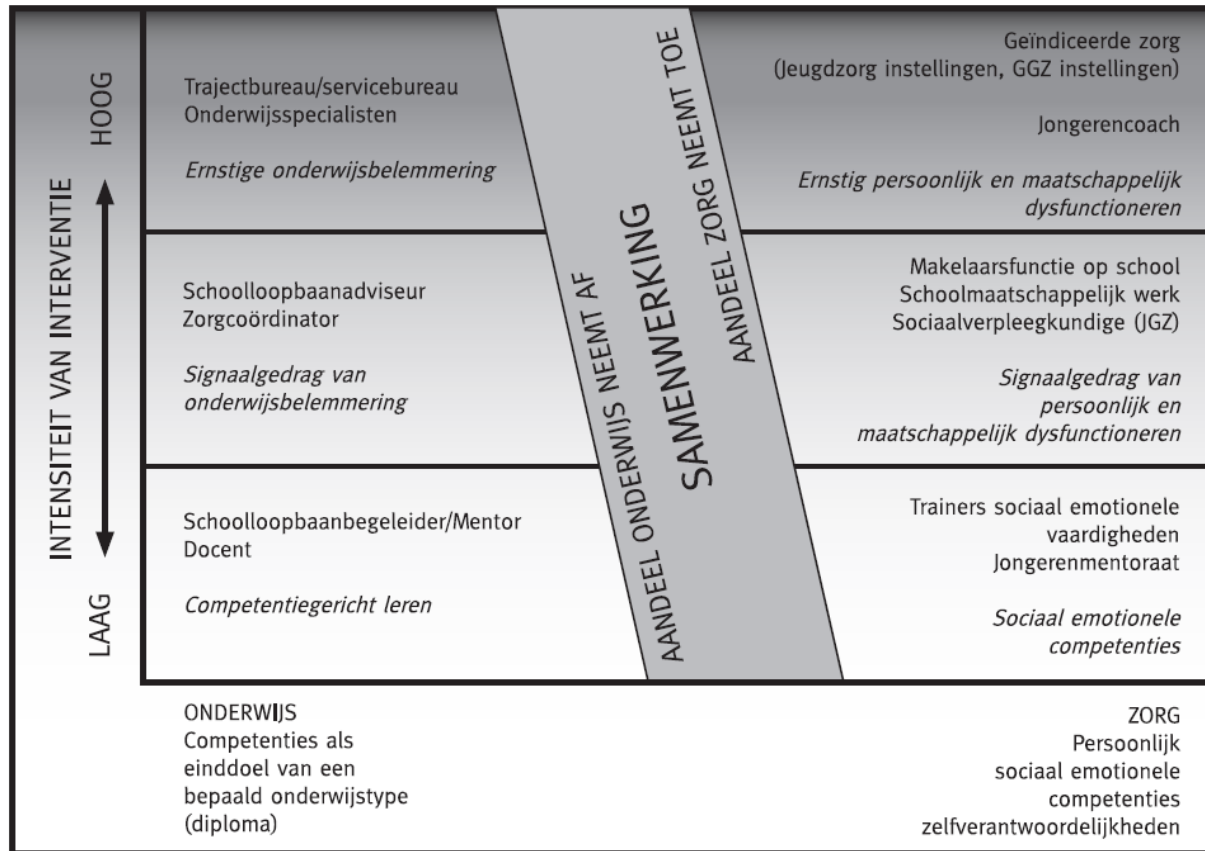 INTENSITEIT VAN INTERVENTIE
HOOG
LAAG
Trajectbureau/servicebureau
Onderwijsspecialisten
Ernstige onderwijsbelemmering
Geïndiceerde zorg
(Jeugdzorg instellingen, GGZ instellingen)
Jongerencoach
Ernstig persoonlijk en maatschappelijk
dysfunctioneren
Schoolloopbaanadviseur
Zorgcoördinator
Signaalgedrag van
onderwijsbelemmering
Makelaarsfunctie op school
Schoolmaatschappelijk werk
Sociaalverpleegkundige (JGZ)
Signaalgedrag van
persoonlijk en
maatschappelijk dysfunctioneren
Schoolloopbaanbegeleider/Mentor
Docent
Competentiegericht leren
Trainers sociaal emotionele
vaardigheden
Jongerenmentoraat
Sociaal emotionele
competenties
AANDEEL ONDERWIJS NEEMT AF
SAMENWERKING
AANDEEL ZORG NEEMT TOE
ONDERWIJS
Competenties als
einddoel van een
bepaald onderwijstype
(diploma)
ZORG
Persoonlijk
sociaal emotionele
competenties
zelfverantwoordelijkheden